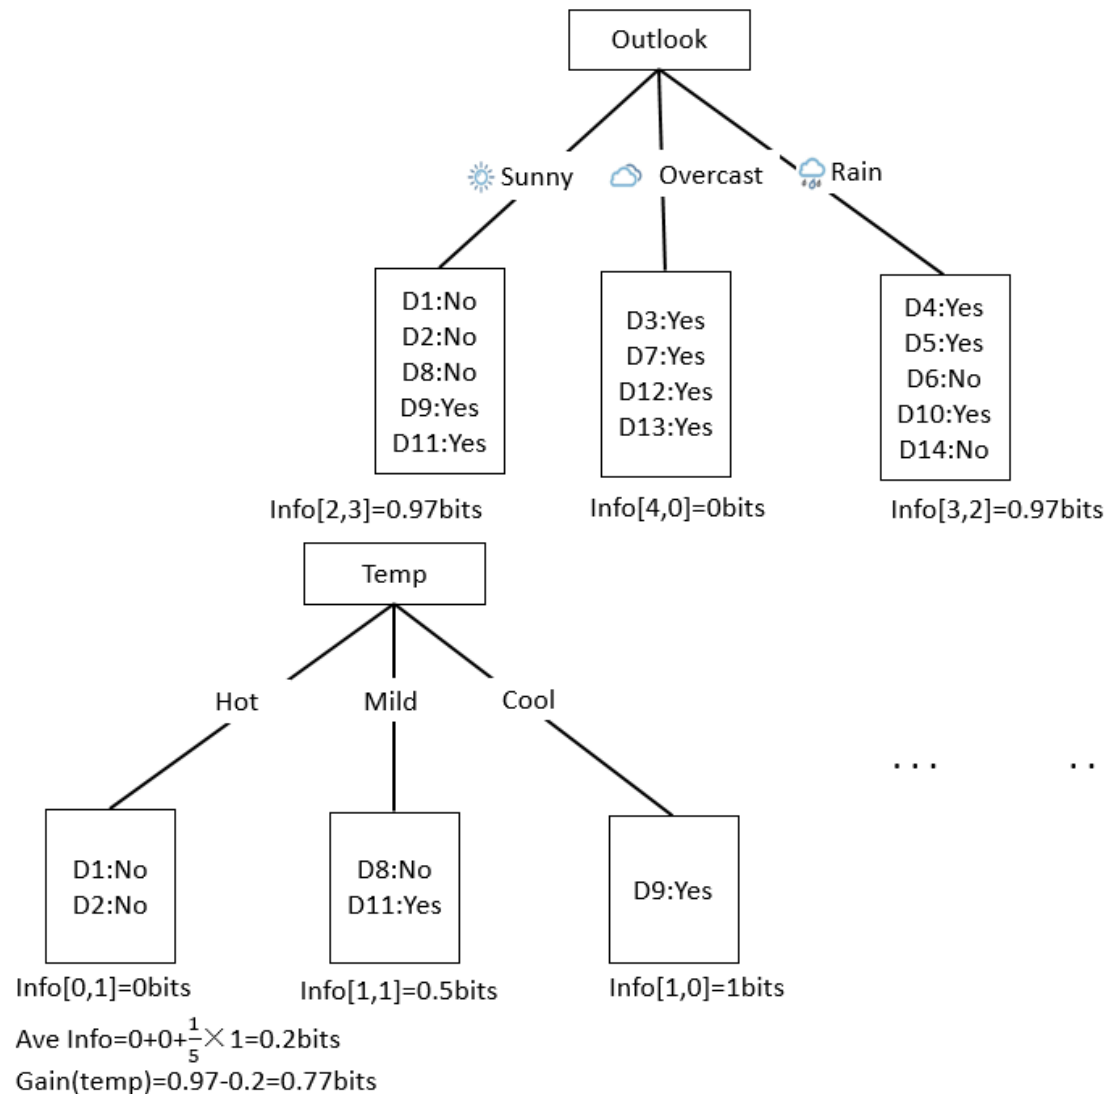 Outlook
Sunny
Overcast
Rain
D1:No
D2:No
D8:No
D9:Yes
D11:Yes
D3:Yes
D7:Yes
D12:Yes
D13:Yes
D4:Yes
D5:Yes
D6:No
D10:Yes
D14:No
Info[2,3]=0.97bits
Info[4,0]=0bits
Info[3,2]=0.97bits
Temp
Hot
Mild
Cool
... ..
D1:No
D2:No
D8:No
D11:Yes
D9:Yes
Info[0,1]=0bits
Info[1,1]=0.5bits
Info[1,0]=1bits
Ave Info=0+0+1/5×1=0.2bits
Gain(temp)=0.97-0.2=0.77bits